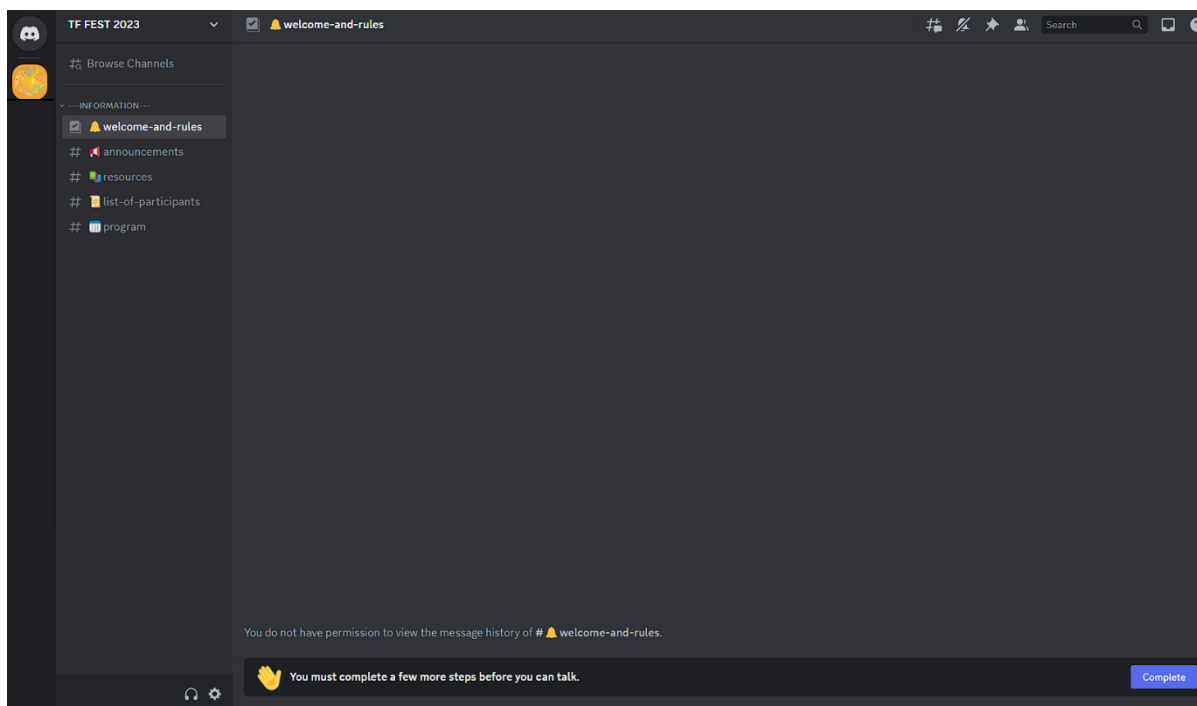 TF FEST 2023
Browse Channels
---INFORMATION---
welcome-and-rules
announcements
resources
list-of-participants
program
welcome-and-rules
Search
You do not have permission to view the message history of # welcome-and-rules.
You must complete a few more steps before you can talk.
Complete